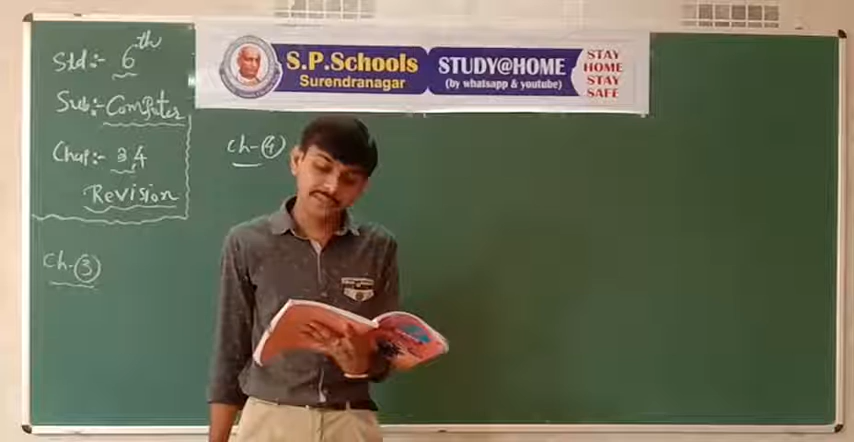 Std:- 6th
Sub:- Computer
Chap:- 3,4
Revision
Ch-3
Ch-4
S.P.Schools
Surendranagar
STUDY@HOME
(by whatsapp & youtube)
STAY
HOME
STAY
SAFE